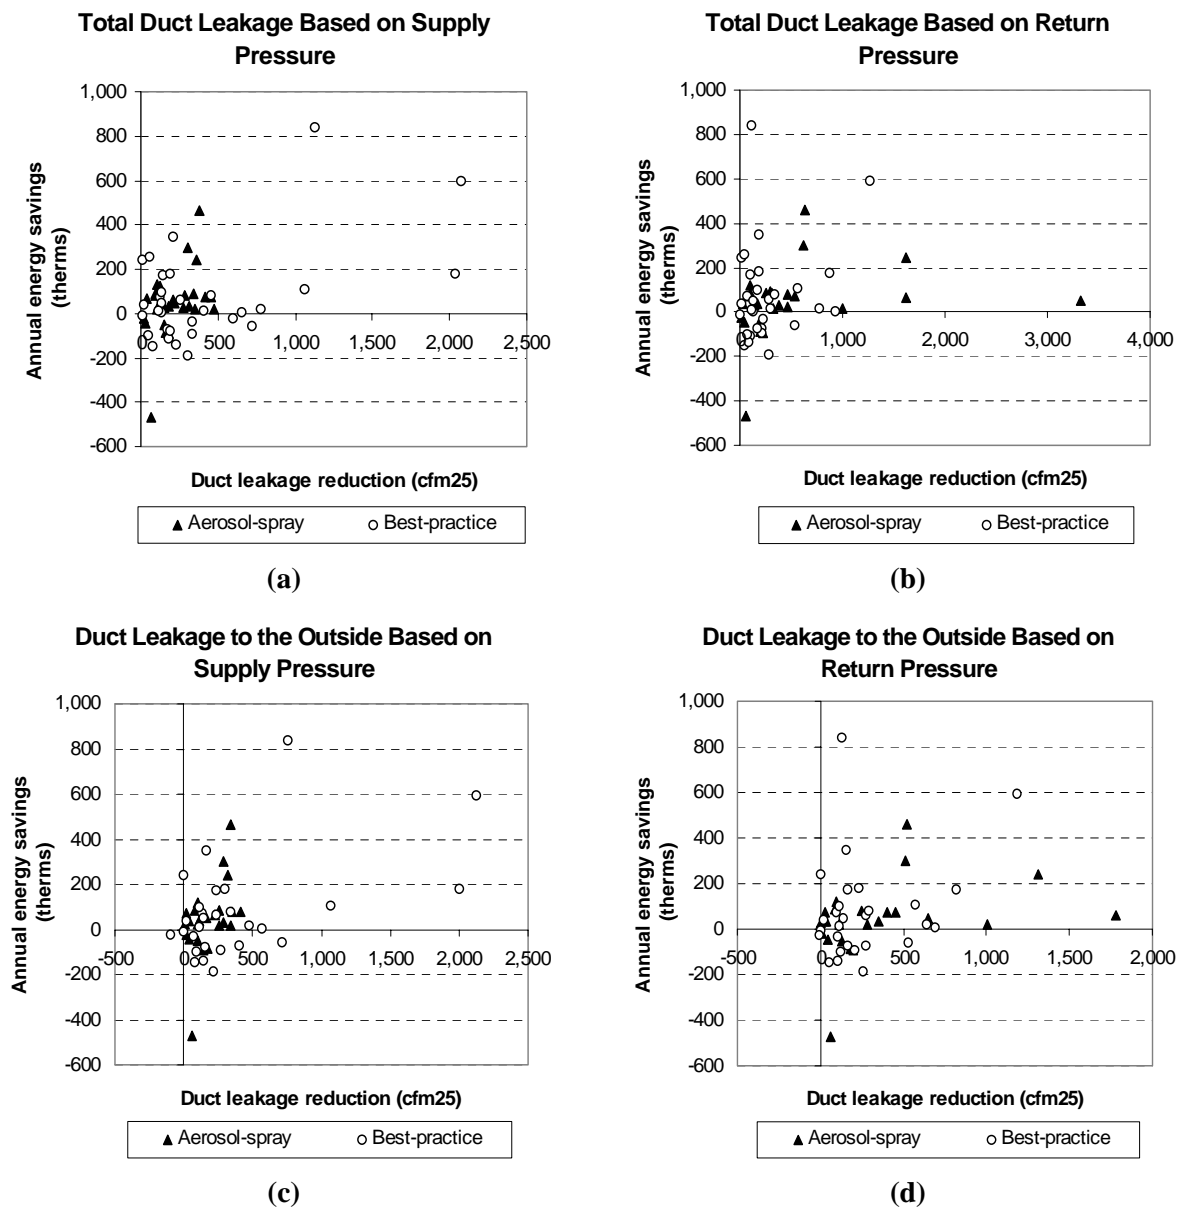 Total Duct Leakage Based on Supply
Pressure
1,000
800
600
400
200
0
-200
-400
-600
0
500
1,000
1,500
2,000
2,500
Annual energy savings
(therms)
Duct leakage reduction (cfm25)
Aerosol-spray
Best-practice
(a)
Total Duct Leakage Based on Return
Pressure
1,000
800
600
400
200
0
-200
-400
-600
0
1,000
2,000
3,000
4,000
Annual energy savings
(therms)
Duct leakage reduction (cfm25)
Aerosol-spray
Best-practice
(b)
Duct Leakage to the Outside Based on
Supply Pressure
1,000
800
600
400
200
0
-200
-400
-600
-500
0
500
1,000
1,500
2,000
2,500
Annual energy savings
(therms)
Duct leakage reduction (cfm25)
Aerosol-spray
Best-practice
(c)
Duct Leakage to the Outside Based on
Return Pressure
1,000
800
600
400
200
0
-200
-400
-600
-500
0
500
1,000
1,500
2,000
Annual energy savings
(therms)
Duct leakage reduction (cfm25)
Aerosol-spray
Best-practice
(d)